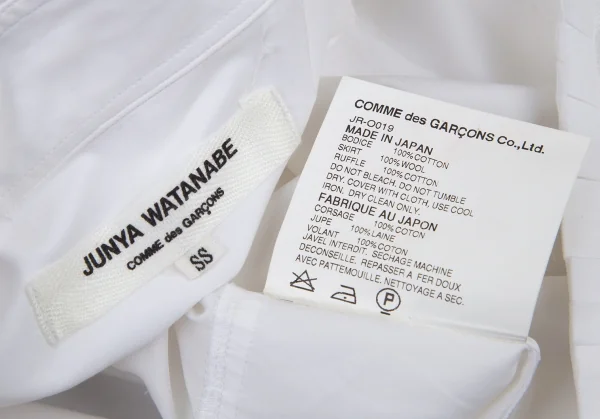 JUNYA WATANABE
COMME des GARÇONS
SS
COMME des GARÇONS Co., Ltd.
JR-O019
MADE IN JAPAN
BODICE 100%COTTON
SKIRT 100%WOOL
RUFFLE 100%COTTON
DO NOT BLEACH. DO NOT TUMBLE
DRY. COVER WITH CLOTH, USE COOL
IRON. DRY CLEAN ONLY.
FABRIQUE AU JAPON
CORSAGE 100%COTON
JUPE 100%LAINE
VOLANT 100%COTON
JAVEL INTERDIT. SECHAGE MACHINE
DECONSEILLE. REPASSER A FER DOUX
AVEC PATTEMOUILLE. NETTOYAGE A SEC.
P